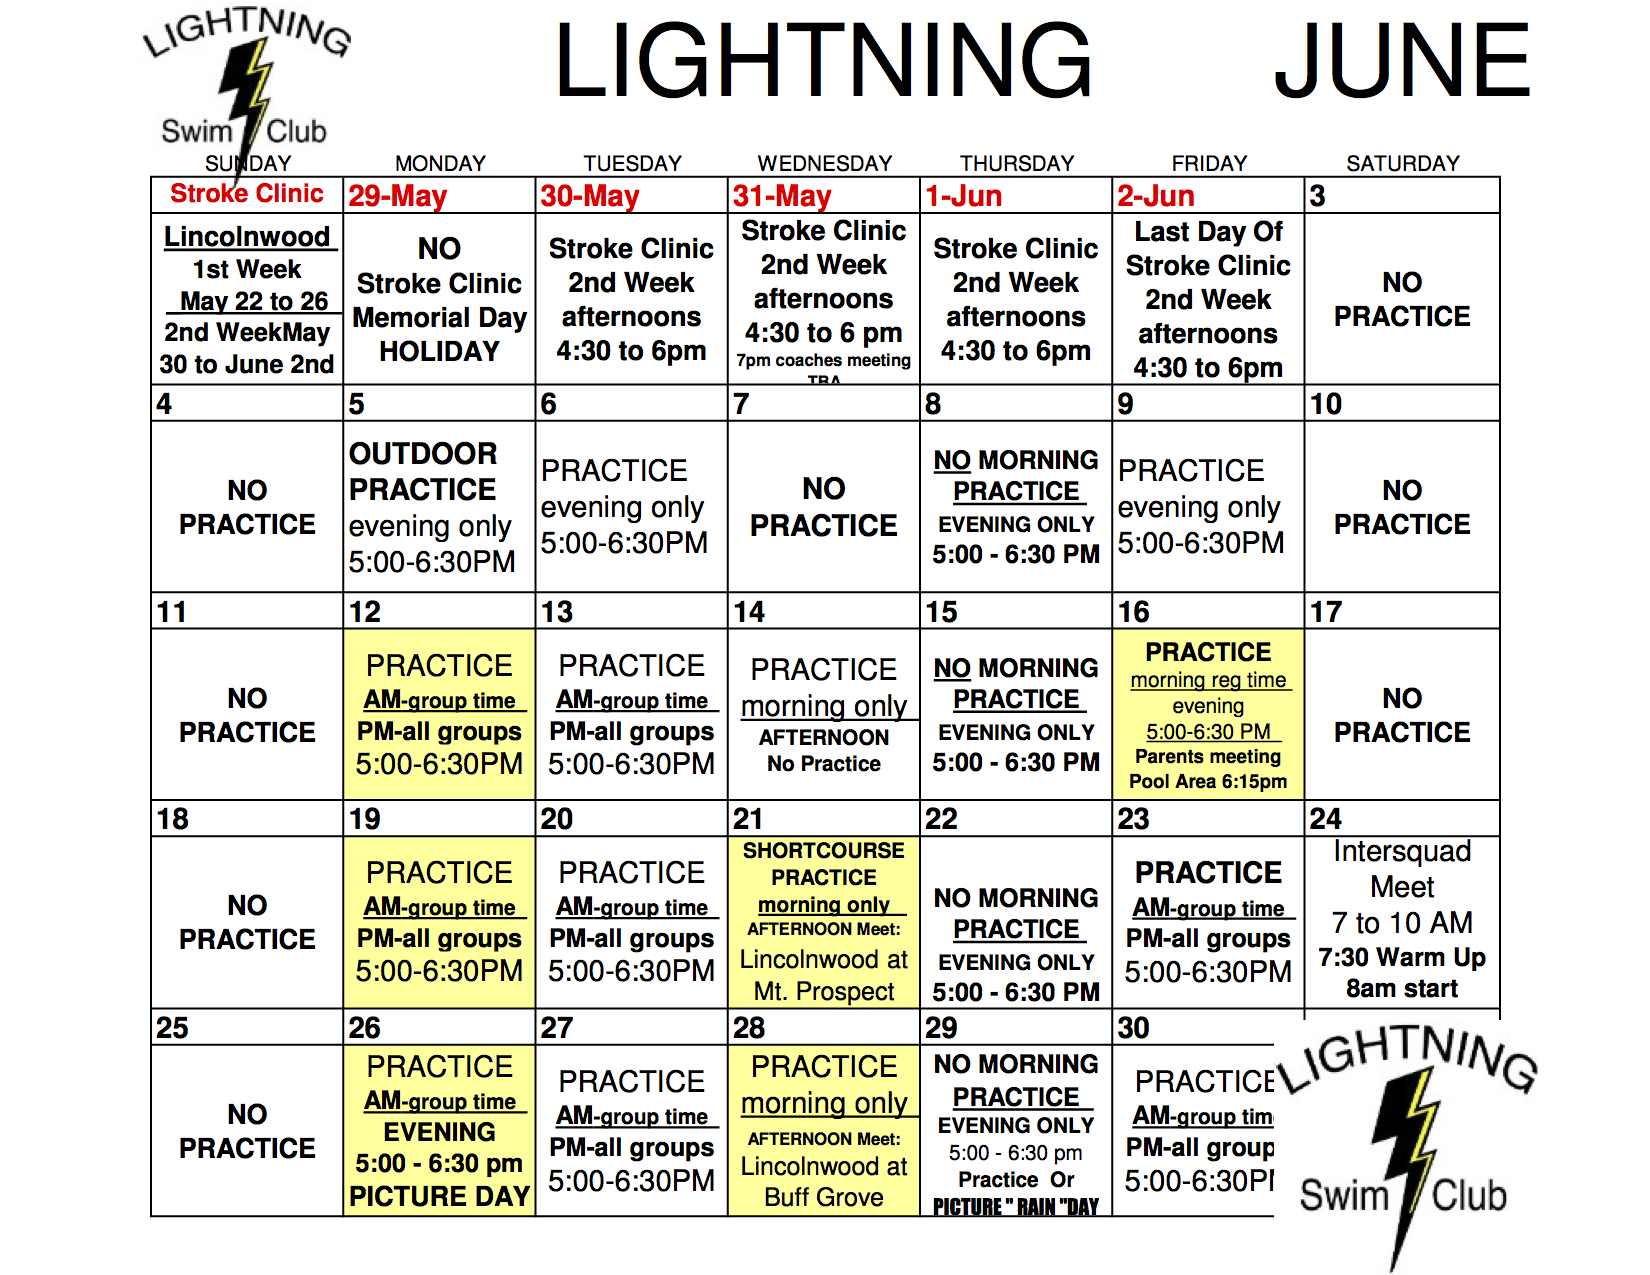 LIGHTNING
Swim Club
LIGHTNING JUNE
SUNDAY MONDAY TUESDAY WEDNESDAY THURSDAY FRIDAY SATURDAY
Stroke Clinic
Lincolnwood
1st Week
May 22 to 26
2nd WeekMay
30 to June 2nd
29-May
NO
Stroke Clinic
Memorial Day
HOLIDAY
30-May
Stroke Clinic
2nd Week
afternoons
4:30 to 6pm
31-May
Stroke Clinic
2nd Week
afternoons
4:30 to 6 pm
7pm coaches meeting
TBA
1-Jun
Stroke Clinic
2nd Week
afternoons
4:30 to 6pm
2-Jun
Last Day Of
Stroke Clinic
2nd Week
afternoons
4:30 to 6pm
3
NO
PRACTICE
4
NO
PRACTICE
5
OUTDOOR
PRACTICE
evening only
5:00-6:30PM
6
PRACTICE
evening only
5:00-6:30PM
7
NO
PRACTICE
8
NO MORNING
PRACTICE
EVENING ONLY
5:00 - 6:30 PM
9
PRACTICE
evening only
5:00-6:30PM
10
NO
PRACTICE
11
NO
PRACTICE
12
PRACTICE
AM-group time
PM-all groups
5:00-6:30PM
13
PRACTICE
AM-group time
PM-all groups
5:00-6:30PM
14
PRACTICE
morning only
AFTERNOON
No Practice
15
NO MORNING
PRACTICE
EVENING ONLY
5:00 - 6:30 PM
16
PRACTICE
morning reg time
evening
5:00-6:30 PM
Parents meeting
Pool Area 6:15pm
17
NO
PRACTICE
18
NO
PRACTICE
19
PRACTICE
AM-group time
PM-all groups
5:00-6:30PM
20
PRACTICE
AM-group time
PM-all groups
5:00-6:30PM
21
SHORTCOURSE
PRACTICE
morning only
AFTERNOON Meet:
Lincolnwood at
Mt. Prospect
22
NO MORNING
PRACTICE
EVENING ONLY
5:00 - 6:30 PM
23
PRACTICE
AM-group time
PM-all groups
5:00-6:30PM
24
Intersquad
Meet
7 to 10 AM
7:30 Warm Up
8am start
25
NO
PRACTICE
26
PRACTICE
AM-group time
EVENING
5:00 - 6:30 pm
PICTURE DAY
27
PRACTICE
AM-group time
PM-all groups
5:00-6:30PM
28
PRACTICE
morning only
AFTERNOON Meet:
Lincolnwood at
Buff Grove
29
NO MORNING
PRACTICE
EVENING ONLY
5:00 - 6:30 pm
Practice Or
PICTURE " RAIN "DAY
30
PRACTICE
AM-group tim
PM-all group
5:00-6:30P
LIGHTNING
Swim Club